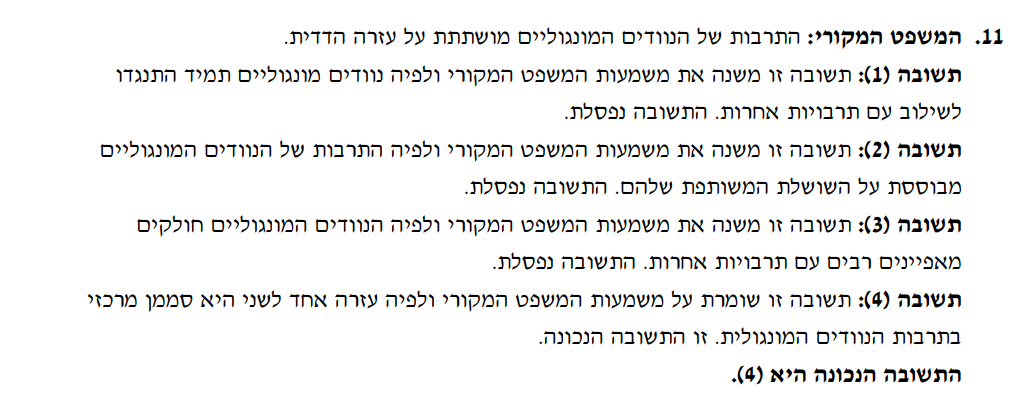 11. המשפט המקורי: התרבות של הנוודים המונגוליים מושתתת על עזרה הדדית.
תשובה (1): תשובה זו משנה את משמעות המשפט המקורי ולפיה נוודים מונגוליים תמיד התנגדו
לשילוב עם תרבויות אחרות. התשובה נפסלת.
תשובה (2): תשובה זו משנה את משמעות המשפט המקורי ולפיה התרבות של הנוודים המונגוליים
מבוססת על השושלת המשותפת שלהם. התשובה נפסלת.
תשובה (3): תשובה זו משנה את משמעות המשפט המקורי ולפיה הנוודים המונגוליים חולקים
מאפיינים רבים עם תרבויות אחרות. התשובה נפסלת.
תשובה (4): תשובה זו שומרת על משמעות המשפט המקורי ולפיה עזרה אחד לשני היא סממן מרכזי
בתרבות הנוודים המונגולית. זו התשובה הנכונה.
התשובה הנכונה היא (4).